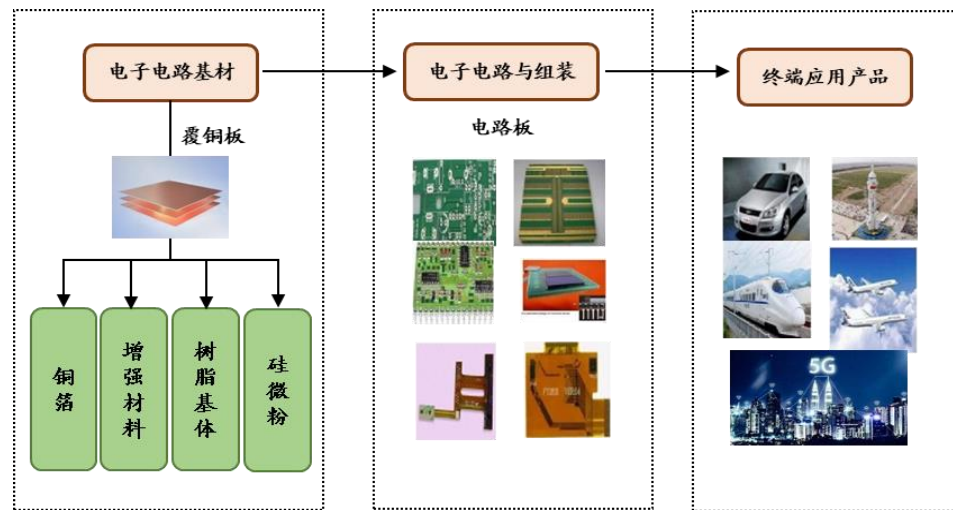 电子电路基材
电子电路与组装
终端应用产品
覆铜板
电路板
铜箔
增强材料
树脂基体
硅微粉
5G